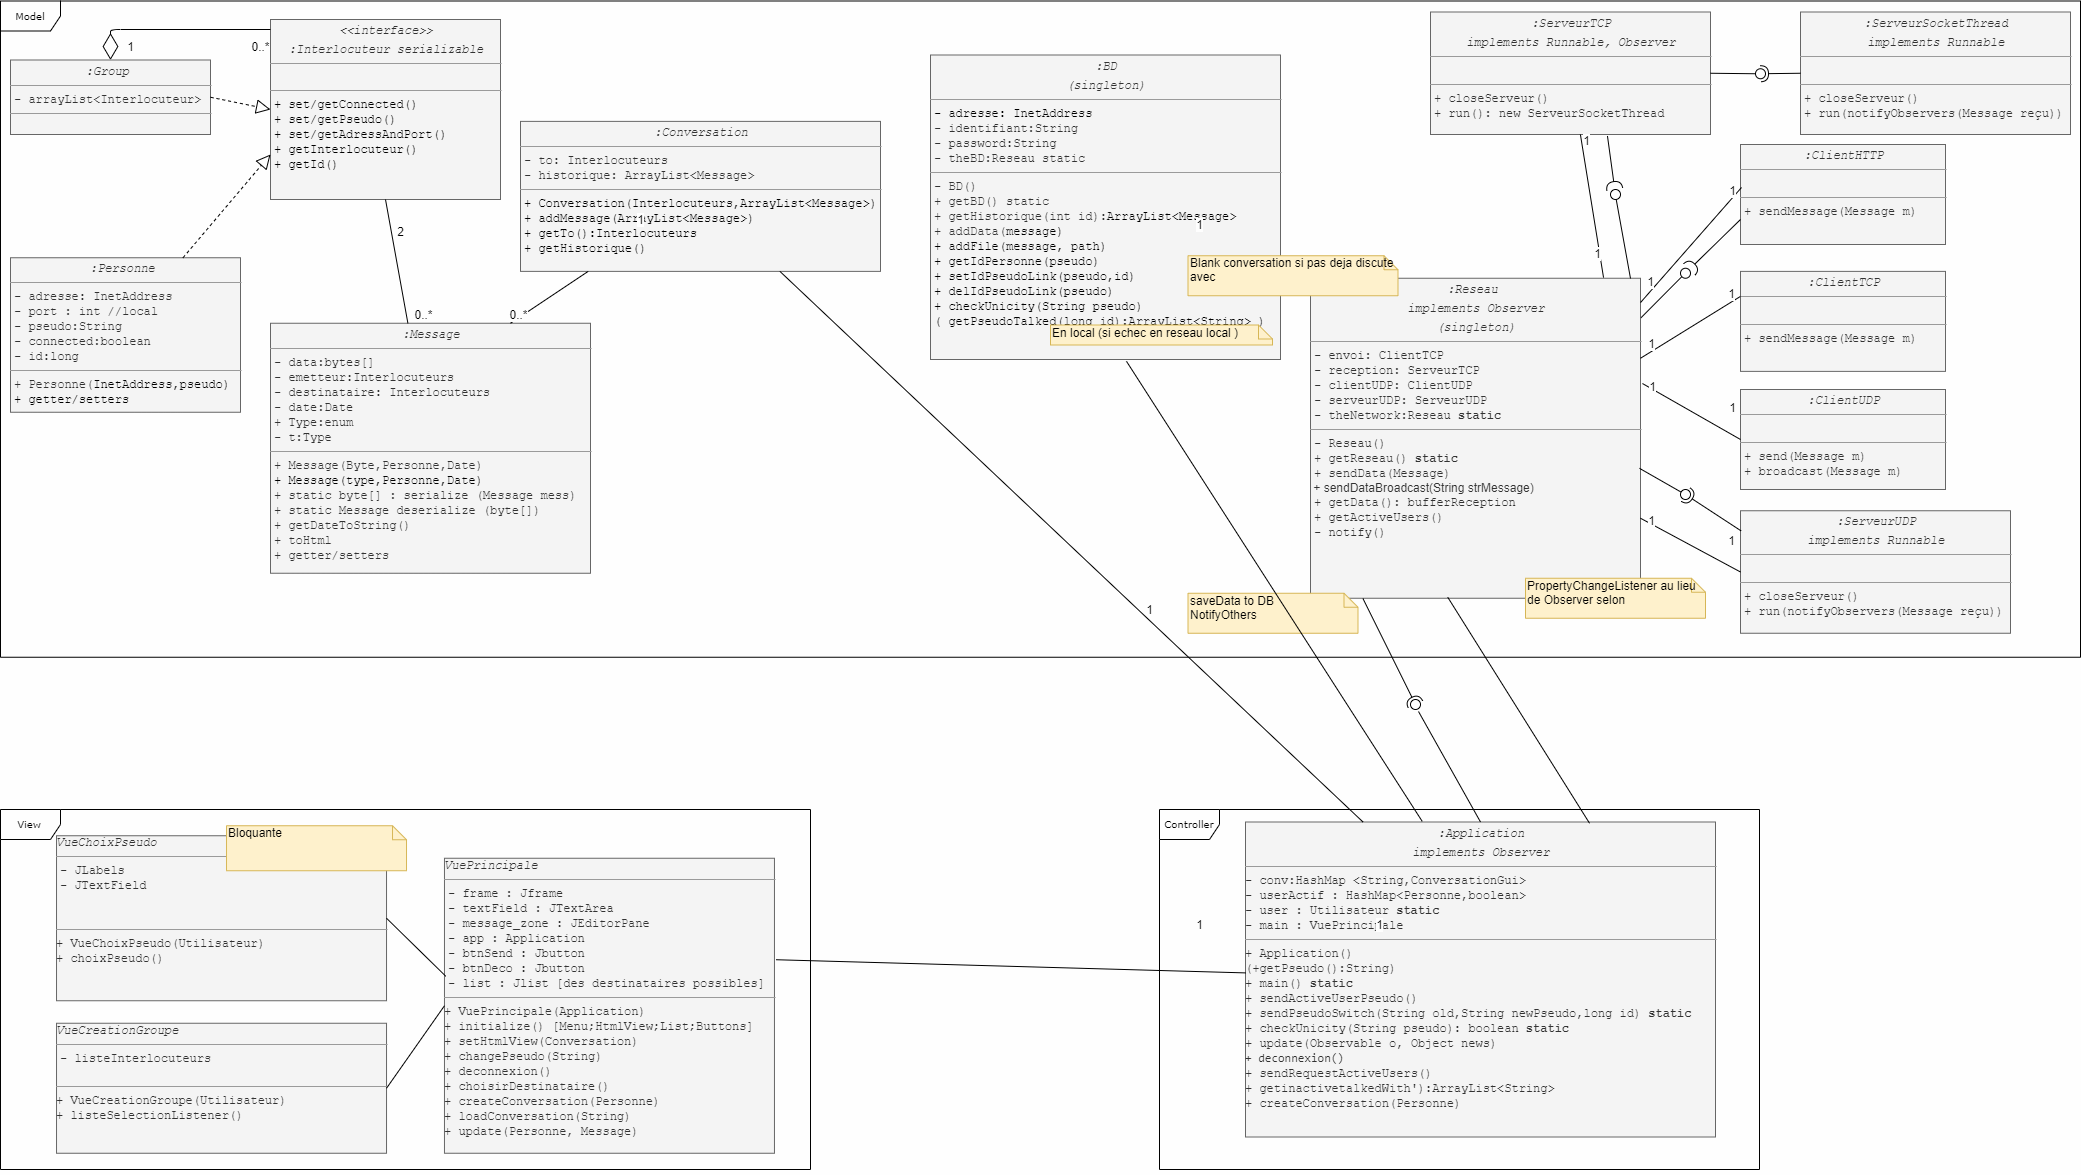 Model
:Group
- arrayList<Interlocuteur>
1
0..*
<<interface>>
:Interlocuteur serializable
+ set/getConnected()
+ set/getPseudo()
+ set/getAdressAndPort()
+ getInterlocuteur()
+ getId()
:Personne
- adresse: InetAddress
- port : int //local
- pseudo:String
- connected:boolean
- id:long
+ Personne(InetAddress,pseudo)
+ getter/setters
2
0..*
0..*
:Message
- data:bytes[]
- emetteur:Interlocuteurs
- destinataire: Interlocuteurs
- date:Date
+ Type:enum
- t:Type
+ Message(Byte,Personne,Date)
+ Message(type,Personne,Date)
+ static byte[] : serialize (Message mess)
+ static Message deserialize (byte[])
+ getDateToString()
+ toHtml
+ getter/setters
:Conversation
- to: Interlocuteurs
- historique: ArrayList<Message>
+ Conversation(Interlocuteurs,ArrayList<Message>)
+ addMessage(ArrayList<Message>)
1
+ getTo():Interlocuteurs
+ getHistorique()
:BD
(singleton)
- adresse: InetAddress
- identifiant:String
- password:String
- theBD:Reseau static
- BD()
+ getBD() static
+ getHistorique(int id):ArrayList<Message>
1
+ addData(message)
+ addFile(message, path)
+ getIdPersonne(pseudo)
+ setIdPseudoLink(pseudo,id)
+ delIdPseudoLink(pseudo)
+ checkUnicity(String pseudo)
( getPseudoTalked(long id):ArrayList<String> )
Blank conversation si pas deja discute
avec
En local (si echec en reseau local )
:ServeurTCP
implements Runnable, Observer
+ closeServeur()
+ run(): new ServeurSocketThread
:ServeurSocketThread
implements Runnable
+ closeServeur()
+ run(notifyObservers(Message reçu))
1
1
:Reseau
implements Observer
(singleton)
- envoi: ClientTCP
- reception: ServeurTCP
- clientUDP: ClientUDP
- serveurUDP: ServeurUDP
- theNetwork:Reseau static
- Reseau()
+ getReseau() static
+ sendData(Message)
+ sendDataBroadcast(String strMessage)
+ getData(): bufferReception
+ getActiveUsers()
- notify()
1
1
:ClientHTTP
+ sendMessage(Message m)
1
1
:ClientTCP
+ sendMessage(Message m)
1
1
:ClientUDP
+ send(Message m)
+ broadcast(Message m)
1
1
:ServeurUDP
implements Runnable
+ closeServeur()
+ run(notifyObservers(Message reçu))
saveData to DB
NotifyOthers
PropertyChangeListener au lieu
de Observer selon
1
View
VueChoixPseudo
Bloquante
- JLabels
- JTextField
+ VueChoixPseudo(Utilisateur)
+ choixPseudo()
VueCreationGroupe
- listeInterlocuteurs
+ VueCreationGroupe(Utilisateur)
+ listeSelectionListener()
VuePrincipale
- frame : Jframe
- textField : JTextArea
- message_zone : JEditorPane
- app : Application
- btnSend : Jbutton
- btnDeco : Jbutton
- list : Jlist [des destinataires possibles]
+ VuePrincipale(Application)
+ initialize() [Menu;HtmlView;List;Buttons]
+ setHtmlView(Conversation)
+ changePseudo(String)
+ deconnexion()
+ choisirDestinataire()
+ createConversation(Personne)
+ loadConversation(String)
+ update(Personne, Message)
Controller
1
:Application
implements Observer
- conv:HashMap <String,ConversationGui>
- userActif : HashMap<Personne,boolean>
- user : Utilisateur static
- main : VuePrincipale
1
+ Application()
(+getPseudo():String)
+ main() static
+ sendActiveUserPseudo()
+ sendPseudoSwitch(String old,String newPseudo,long id) static
+ checkUnicity(String pseudo): boolean static
+ update(Observable o, Object news)
+ deconnexion()
+ sendRequestActiveUsers()
+ getinactivetalkedWith'):ArrayList<String>
+ createConversation(Personne)